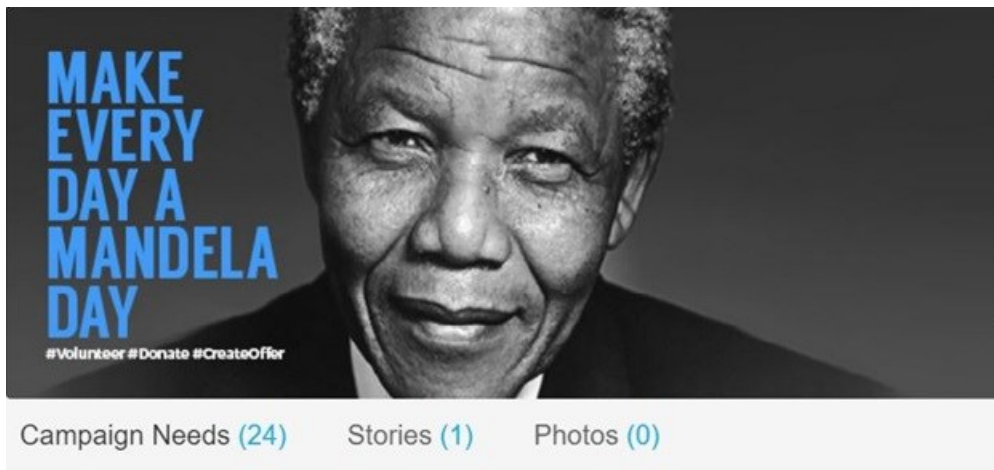 MAKE
EVERY
DAY A
MANDELA
DAY
#Volunteer #Donate #CreateOffer
Campaign Needs (24) Stories (1) Photos (0)